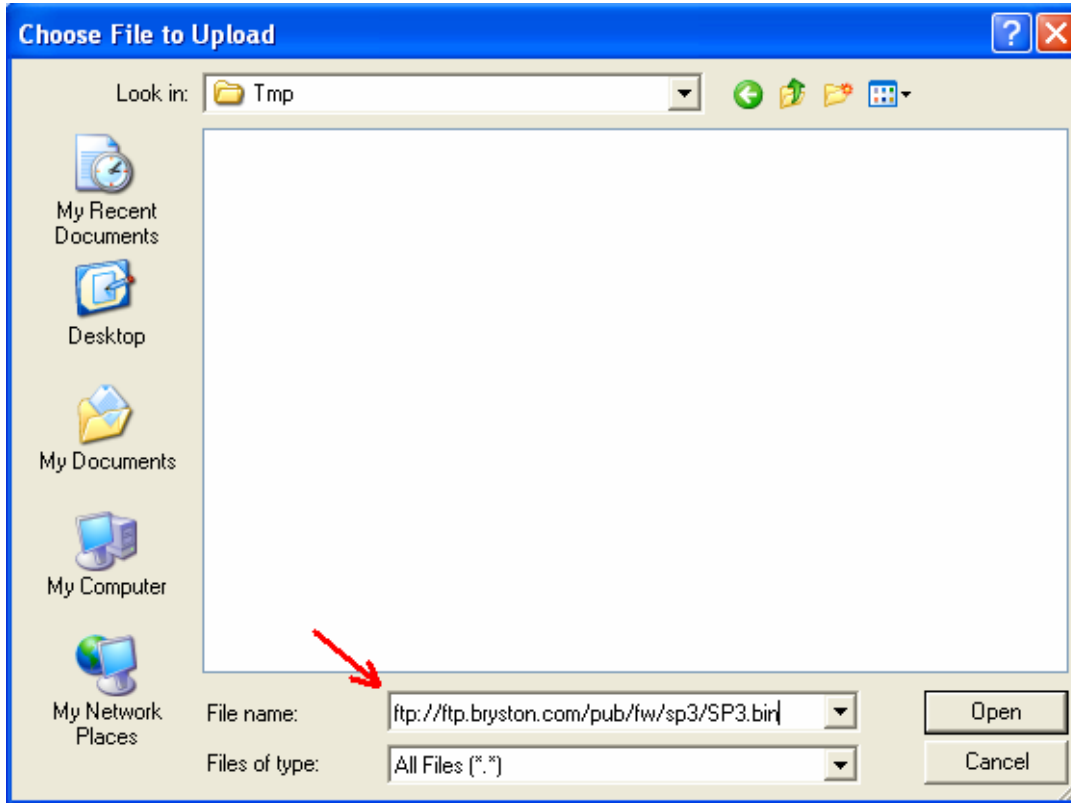 Choose File to Upload
Look in:
Tmp
My Recent
Documents
Desktop
My Documents
My Computer
My Network
Places
File name:
ftp://ftp.bryston.com/pub/fw/sp3/SP3.bin
Open
Files of type:
All Files (*.*)
Cancel